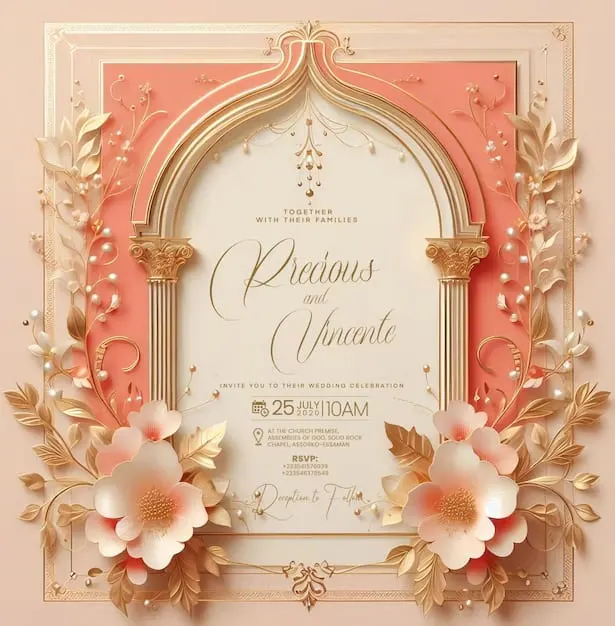 TOGETHER
WITH THEIR FAMILIES
Precious
and
Vincente
INVITE YOU TO THEIR WEDDING CELEBRATION
25 JULY 2020 | 10AM
AT THE CHURCH PREMISE,
ASSEMBLIES OF GOD, SOLID ROCK
CHAPEL, ASSORKO-ESSAMAN
RSVP:
Reception to Follow